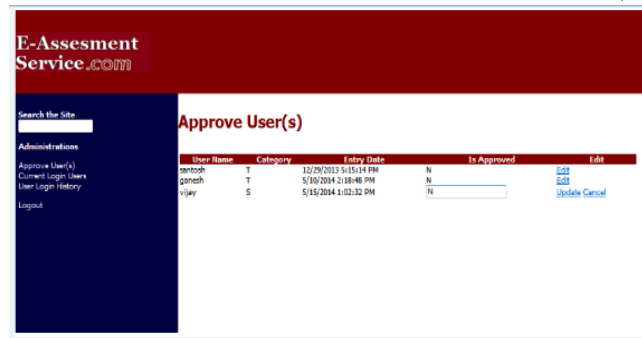 E-Assesment
Service.com
Search the Site
Administrations
Approve User(s)
Current Login Users
User Login History
Logout
Approve User(s)
User Name Category Entry Date Is Approved Edit
santosh T 12/29/2013 5:15:14 PM N Edit
ganesh T 5/10/2014 2:18:48 PM N Edit
vijay S 5/15/2014 1:02:32 PM N Update Cancel